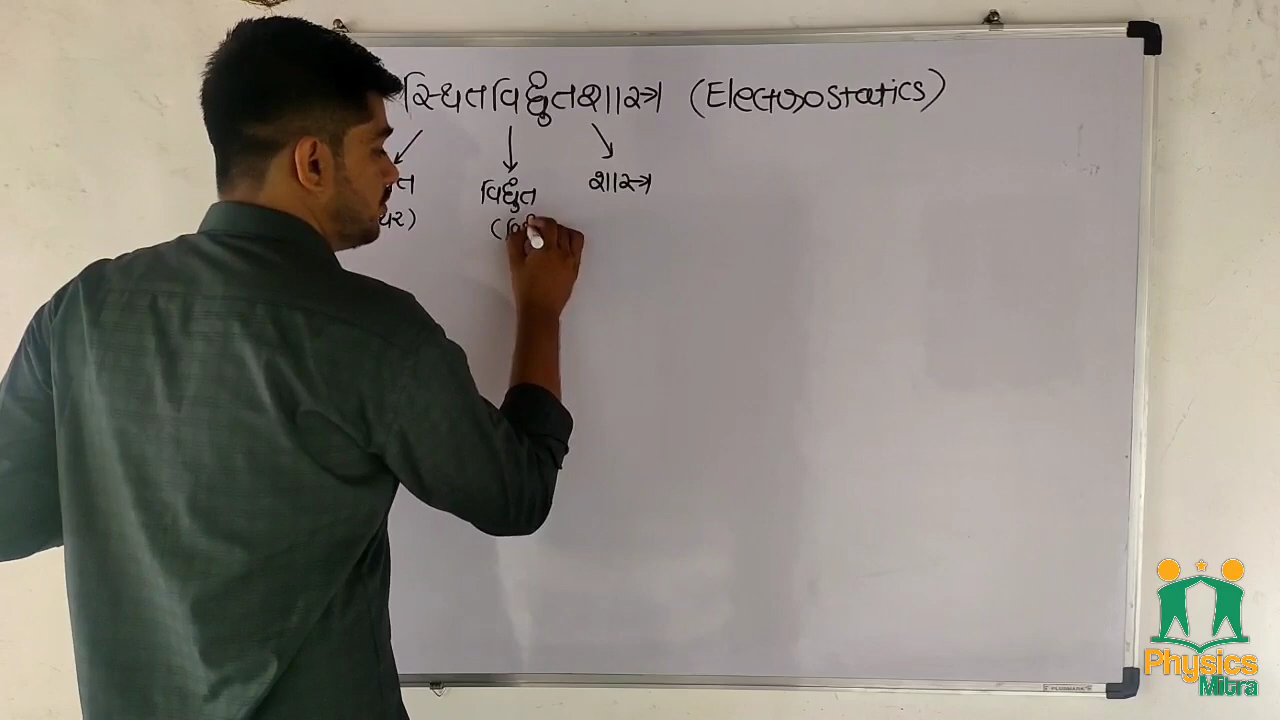 સ્થિતવિદ્યુતશાસ્ત્ર (Electrostatics)
વિદ્યુત શાસ્ત્ર
Physics
Mitra